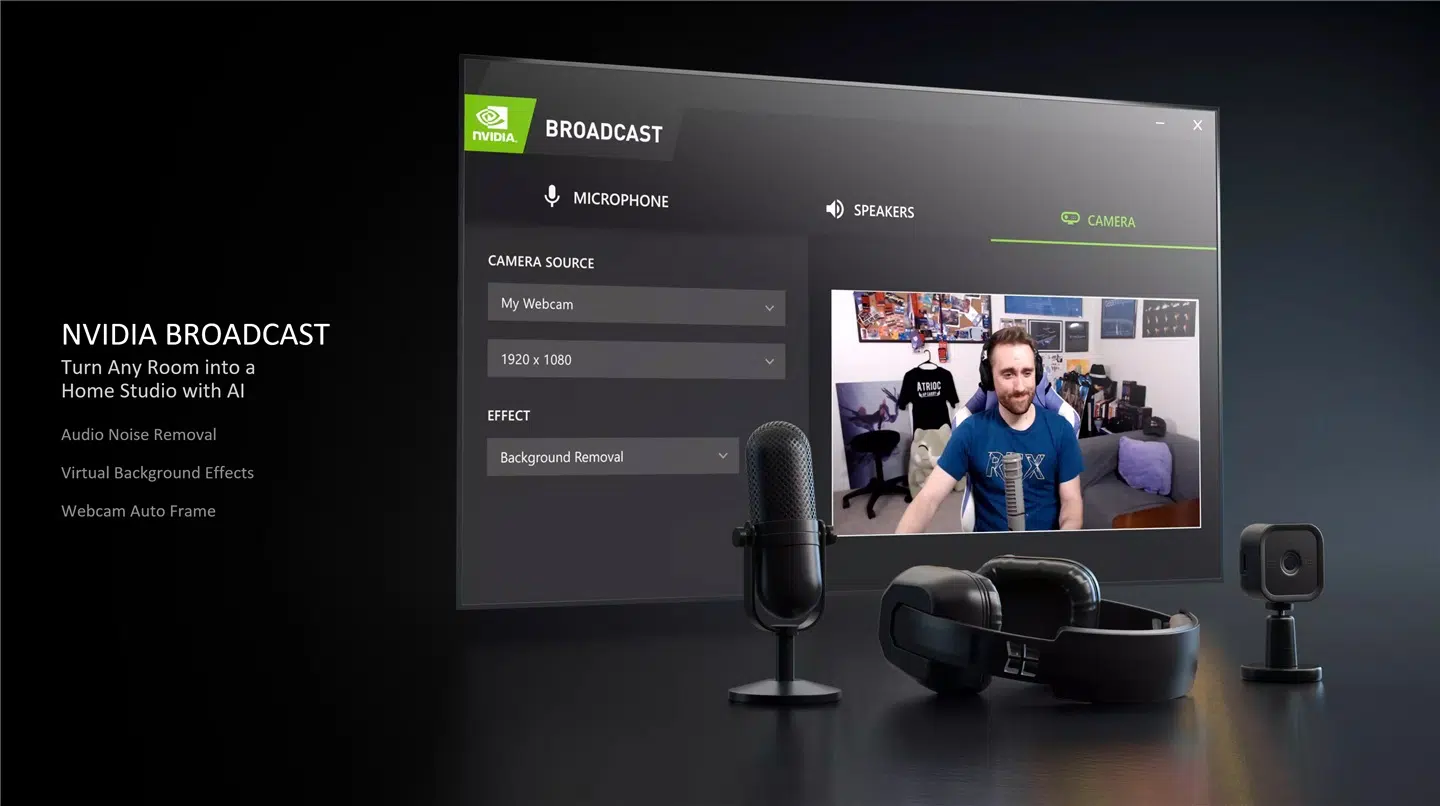 NVIDIA BROADCAST
Turn Any Room into a
Home Studio with AI
Audio Noise Removal
Virtual Background Effects
Webcam Auto Frame
NVIDIA.
BROADCAST
MICROPHONE
SPEAKERS
CAMERA
CAMERA SOURCE
My Webcam
1920 x 1080
EFFECT
Background Removal
ATRIOC